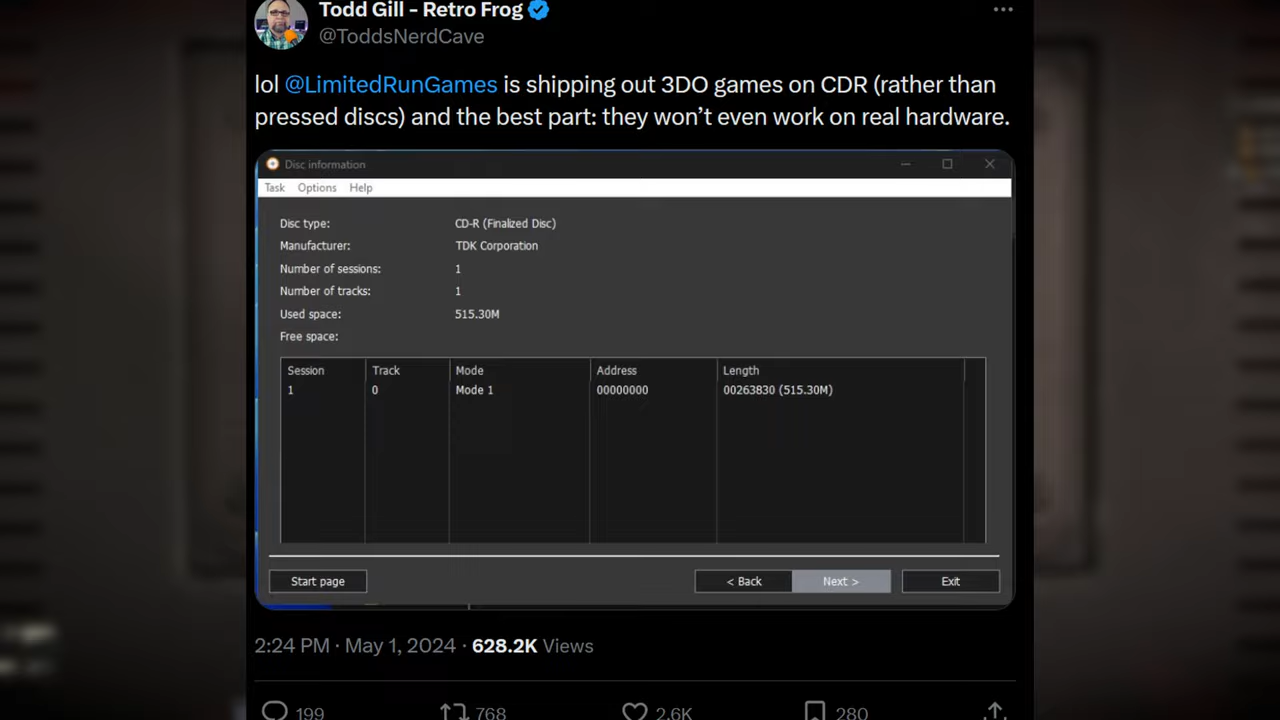 Todd Gill - Retro Frog
@ToddsNerdCave
lol @LimitedRunGames is shipping out 3DO games on CDR (rather than
pressed discs) and the best part: they won’t even work on real hardware.
Disc information
Task Options Help
Disc type: CD-R (Finalized Disc)
Manufacturer: TDK Corporation
Number of sessions: 1
Number of tracks: 1
Used space: 515.30M
Free space:
Session Track Mode Address Length
1 0 Mode 1 00000000 00263830 (515.30M)
Start page < Back Next > Exit
2:24 PM · May 1, 2024 · 628.2K Views
199 768 2.6K 280